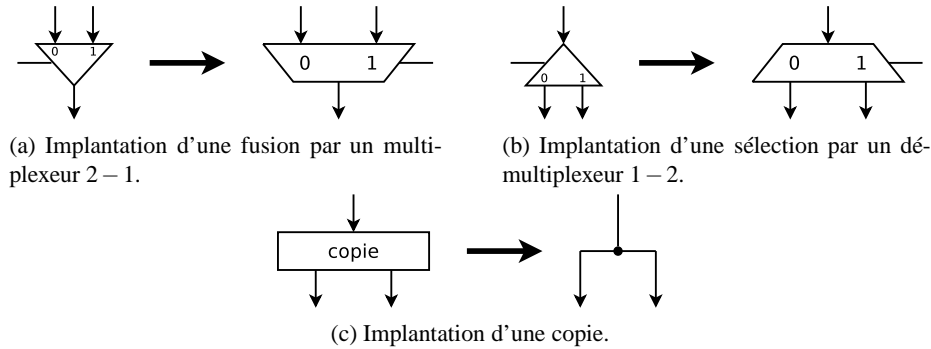 0 1
0 1
0 1
0 1
(a) Implantation d'une fusion par un multi-
plexeur 2 – 1.
(b) Implantation d'une sélection par un dé-
multiplexeur 1 – 2.
copie
(c) Implantation d'une copie.